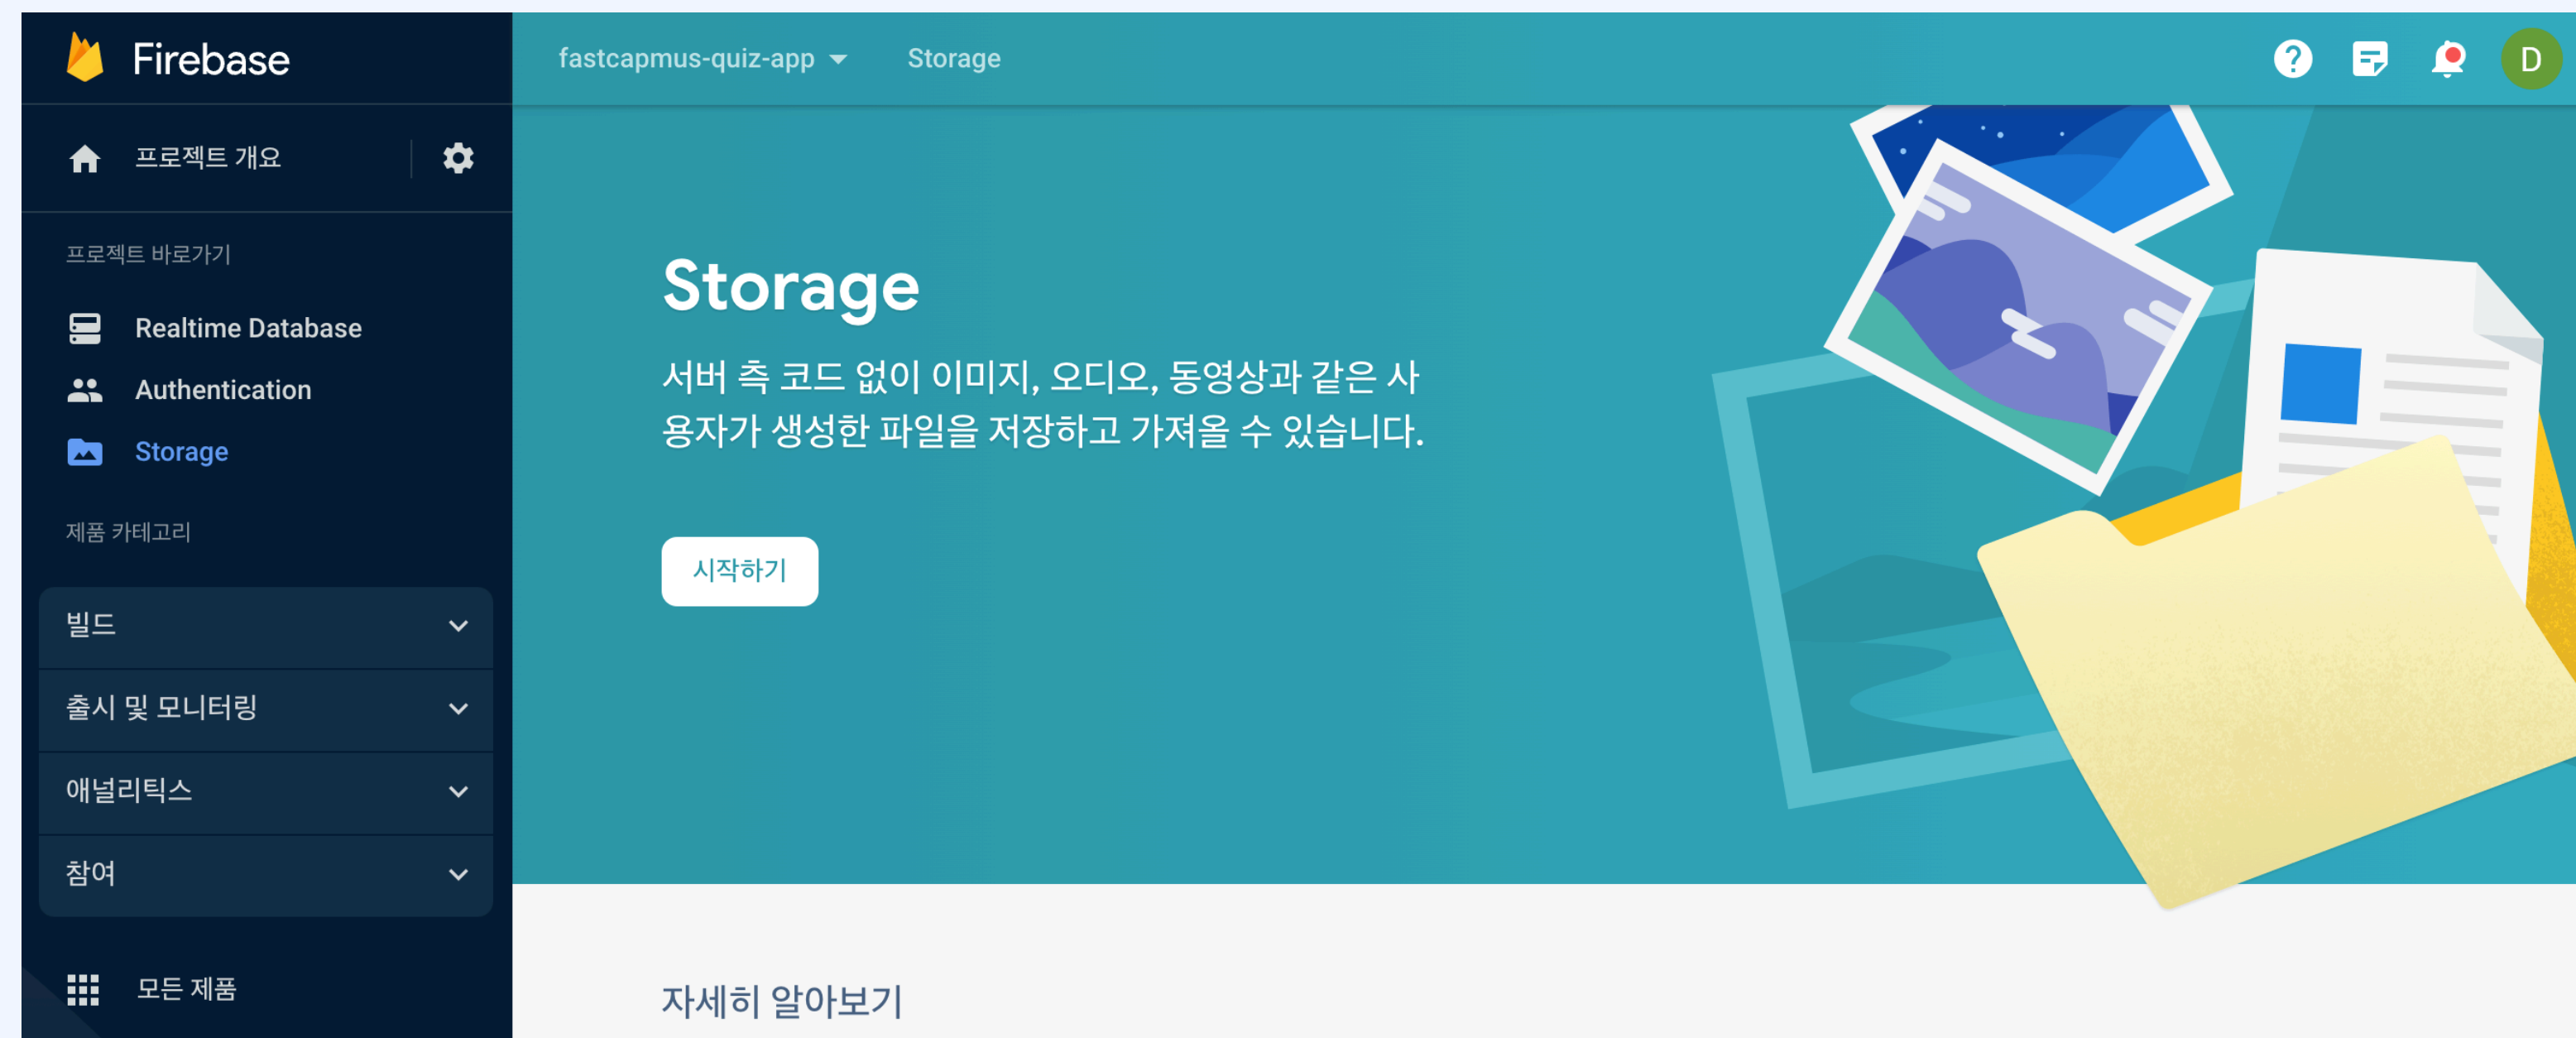 Firebase
fastcapmus-quiz-app
Storage
D
프로젝트 개요
프로젝트 바로가기
Realtime Database
Authentication
Storage
제품 카테고리
빌드
출시 및 모니터링
애널리틱스
참여
모든 제품
Storage
서버 측 코드 없이 이미지, 오디오, 동영상과 같은 사
용자가 생성한 파일을 저장하고 가져올 수 있습니다.
시작하기
자세히 알아보기